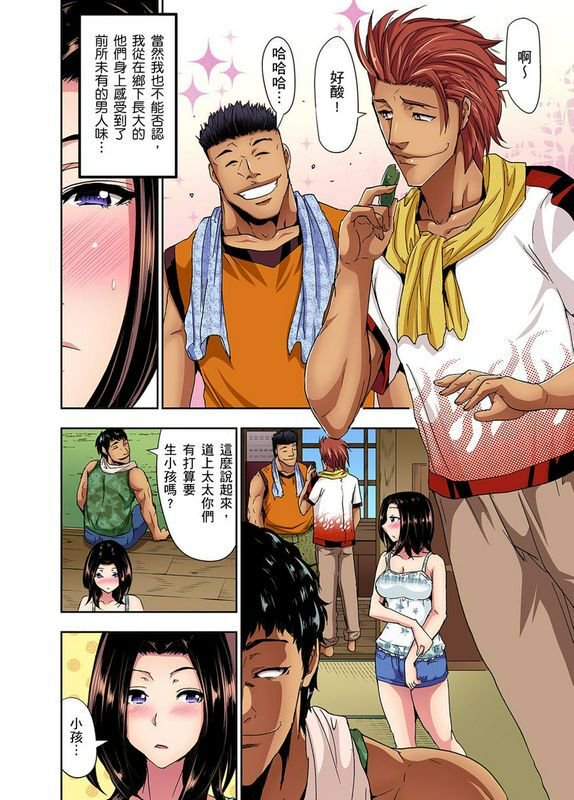 啊～
好酸！
哈哈哈…
當然我也不能否認，
我從在鄉下長大的
他們身上感受到了
前所未有的男人味…
這麼說起來，
道上太太你們
有打算要
生小孩嗎？
小孩…